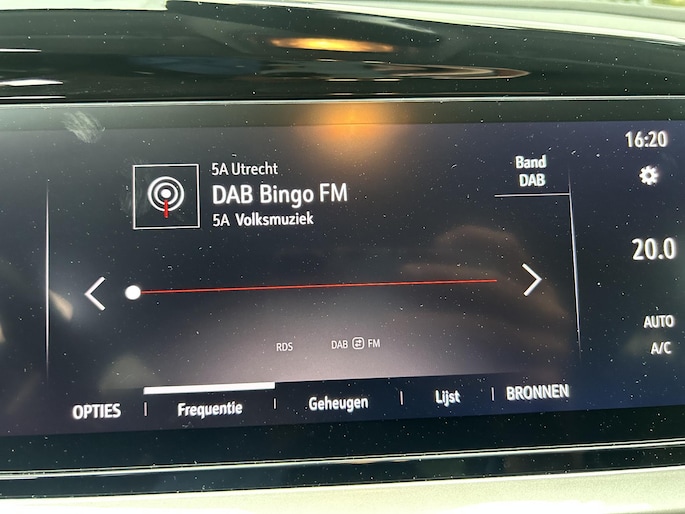 16:20
5A Utrecht
DAB Bingo FM
5A Volksmuziek
Band
DAB
20.0
AUTO
A/C
RDS
DAB FM
OPTIES
Frequentie
Geheugen
Lijst
BRONNEN